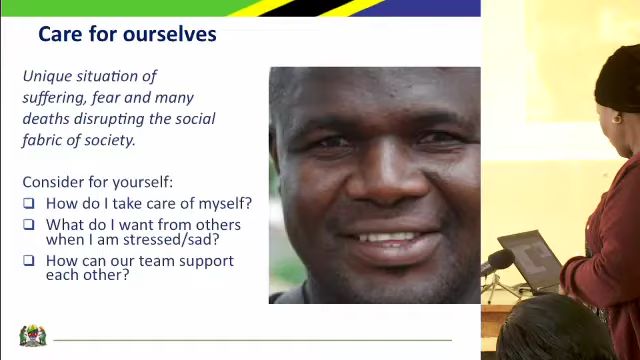 Care for ourselves
Unique situation of
suffering, fear and many
deaths disrupting the social
fabric of society.
Consider for yourself:
How do I take care of myself?
What do I want from others
when I am stressed/sad?
How can our team support
each other?